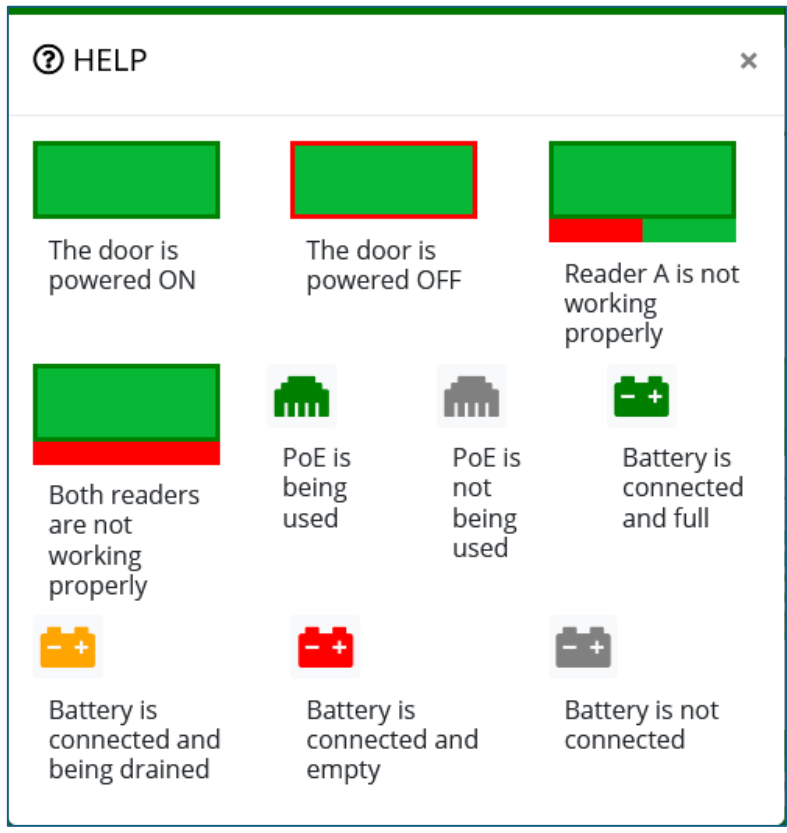 HELP
×
The door is
powered ON
The door is
powered OFF
Reader A is not
working
properly
Both readers
are not
working
properly
PoE is
being
used
PoE is
not
being
used
Battery is
connected
and full
Battery is
connected and
being drained
Battery is
connected and
empty
Battery is not
connected